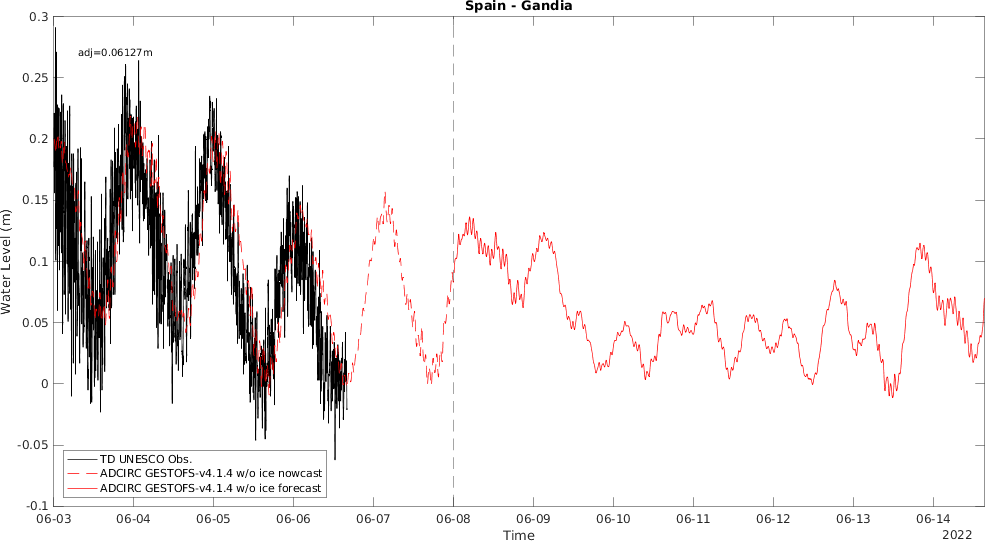 Spain - Gandia
adj=0.06127m
0.3
0.25
0.2
0.15
0.1
0.05
0
-0.05
-0.1
Water Level (m)
TD UNESCO Obs.
ADCIRC GESTOFS-v4.1.4 w/o ice nowcast
ADCIRC GESTOFS-v4.1.4 w/o ice forecast
06-03 06-04 06-05 06-06 06-07 06-08 06-09 06-10 06-11 06-12 06-13 06-14
Time
2022